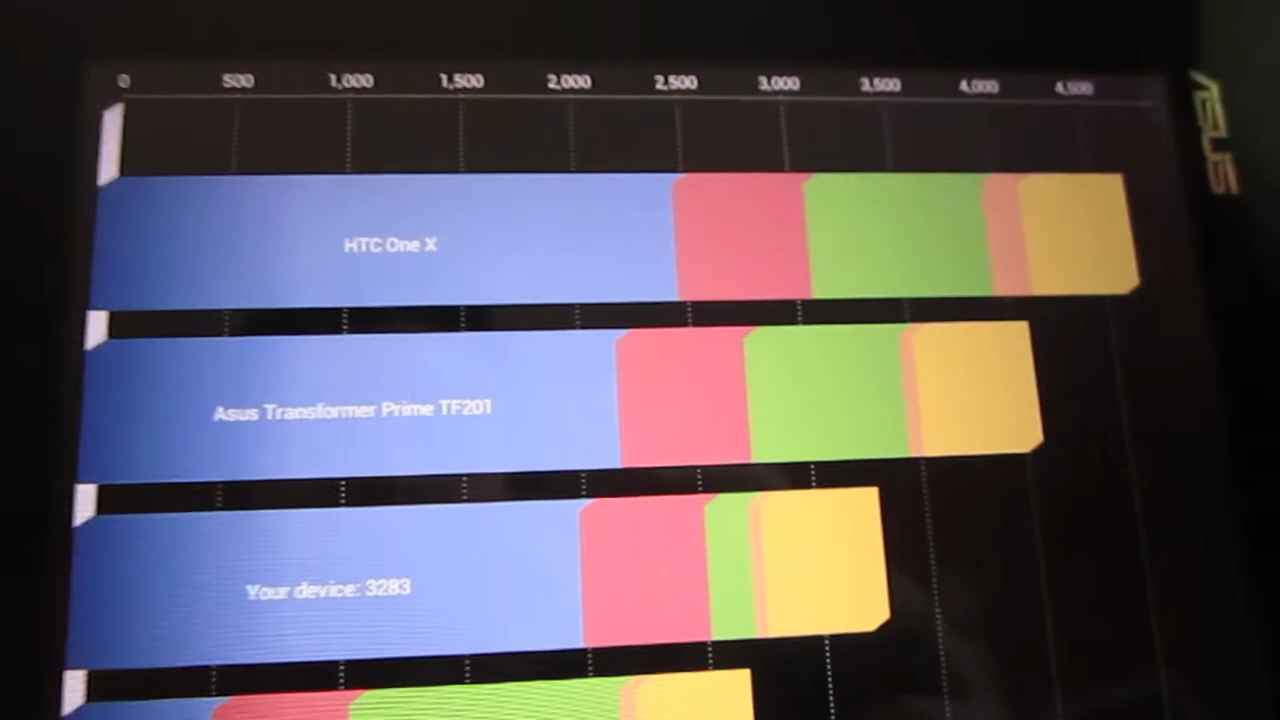 0 500 1,000 1,500 2,000 2,500 3,000 3,500 4,000 4,500
ASUS
HTC One X
Asus Transformer Prime TF201
Your device: 3283